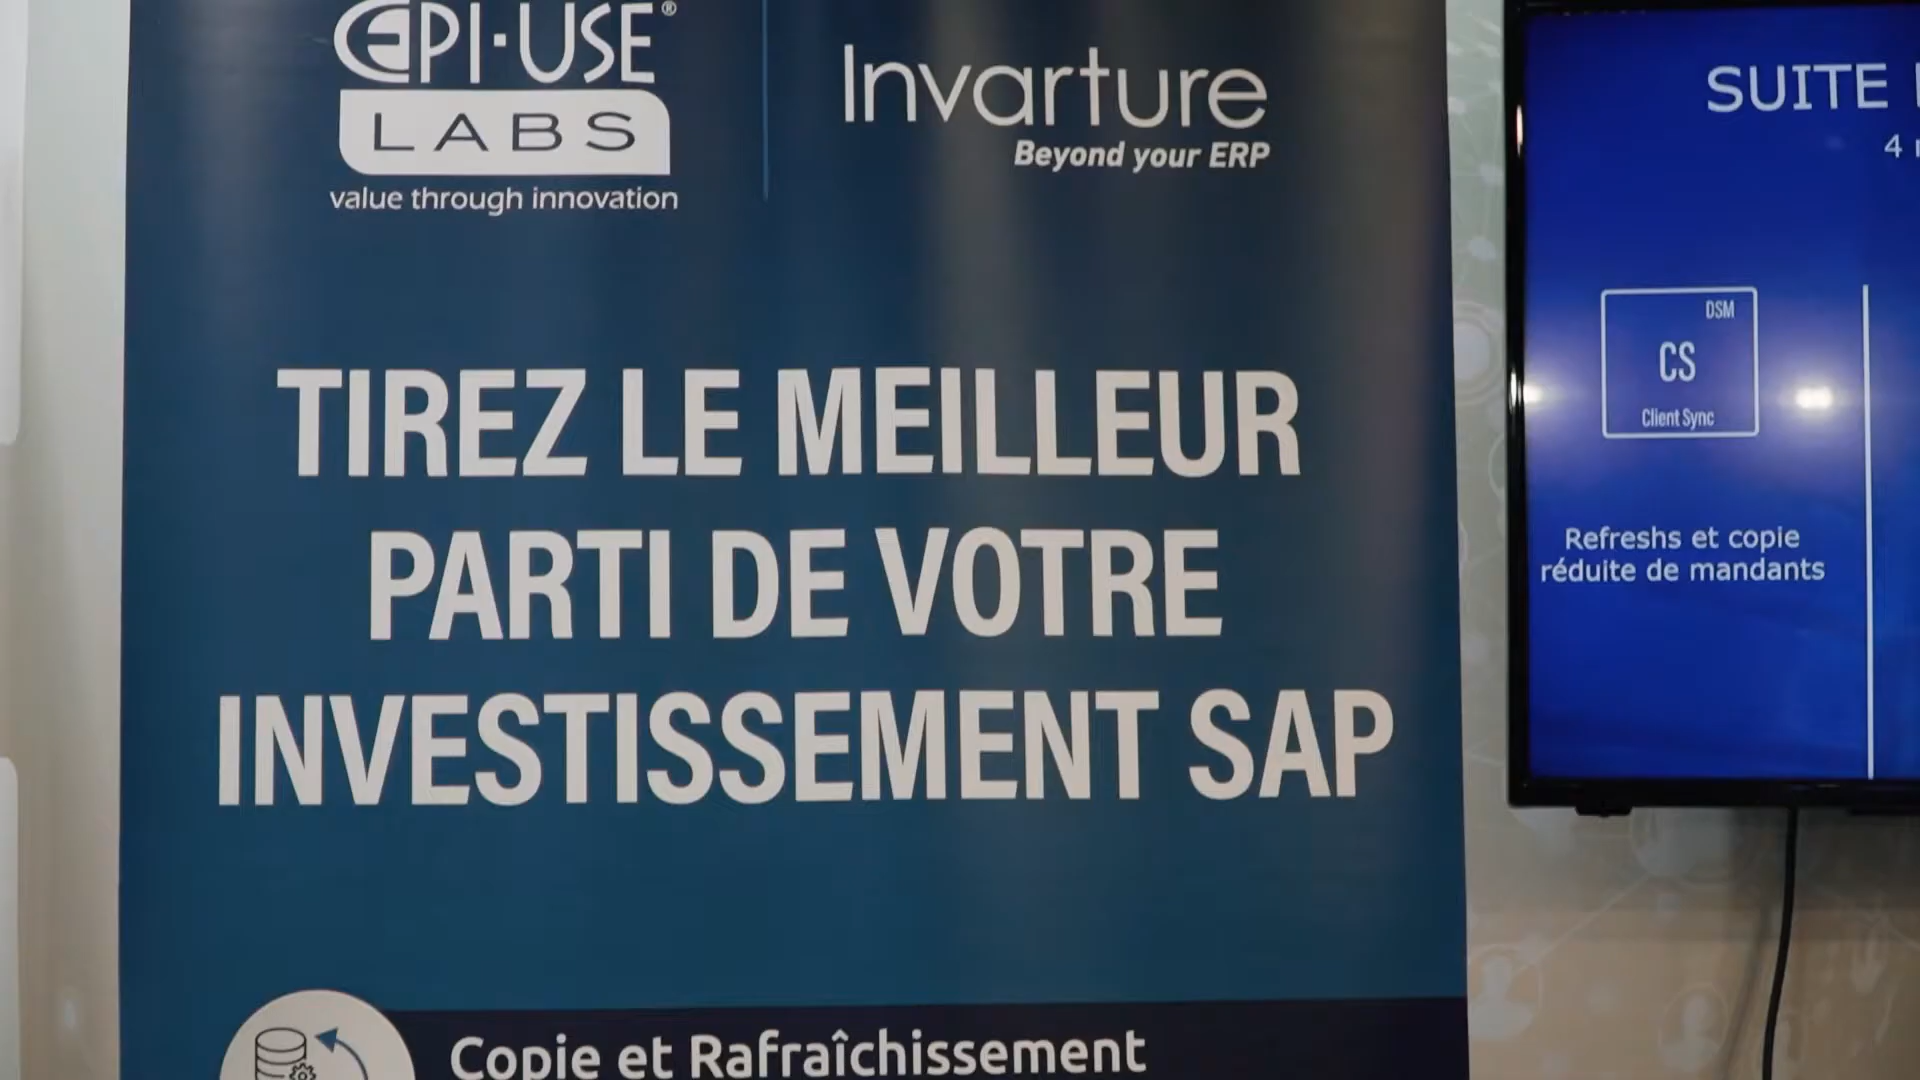 EPI·USE®
LABS
value through innovation
Invarture
Beyond your ERP
TIREZ LE MEILLEUR
PARTI DE VOTRE
INVESTISSEMENT SAP
Copie et Rafraîchissement
SUITE
4
DSM
CS
Client Sync
Refreshs et copie
réduite de mandants